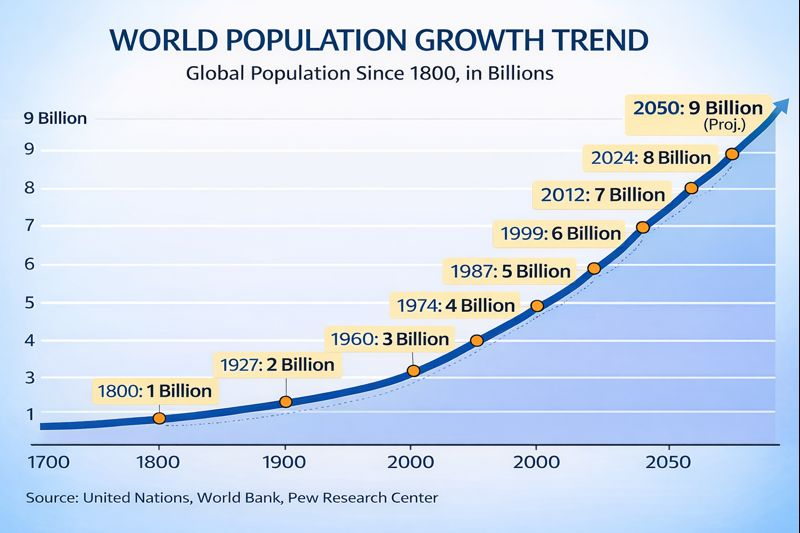 WORLD POPULATION GROWTH TREND
Global Population Since 1800, in Billions
9 Billion
2050: 9 Billion
(Proj.)
9
2024: 8 Billion
8
2012: 7 Billion
7
1999: 6 Billion
6
1987: 5 Billion
5
1974: 4 Billion
4
1960: 3 Billion
3
1927: 2 Billion
1800: 1 Billion
1
1700 1800 1900 2000 2000 2050
Source: United Nations, World Bank, Pew Research Center